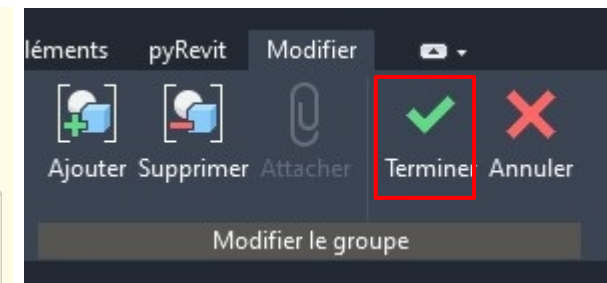 léments pyRevit Modifier
Ajouter Supprimer Attacher Terminer Annuler
Modifier le groupe